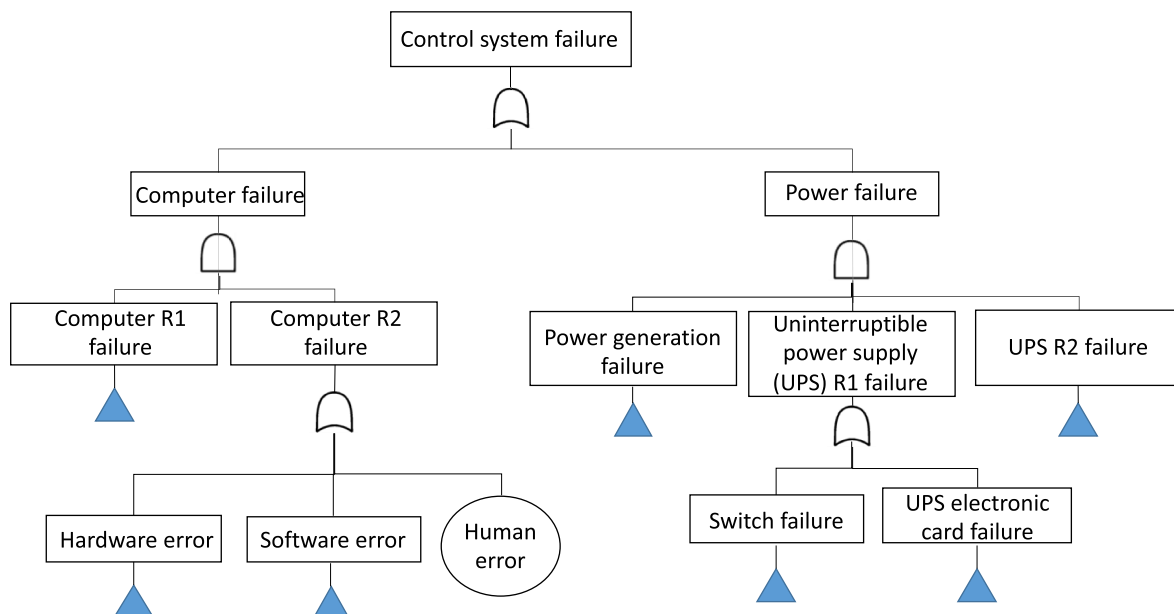 Control system failure
Computer failure
Power failure
Computer R1
failure
Computer R2
failure
Power generation
failure
Uninterruptible
power supply
(UPS) R1 failure
UPS R2 failure
Hardware error
Software error
Human
error
Switch failure
UPS electronic
card failure